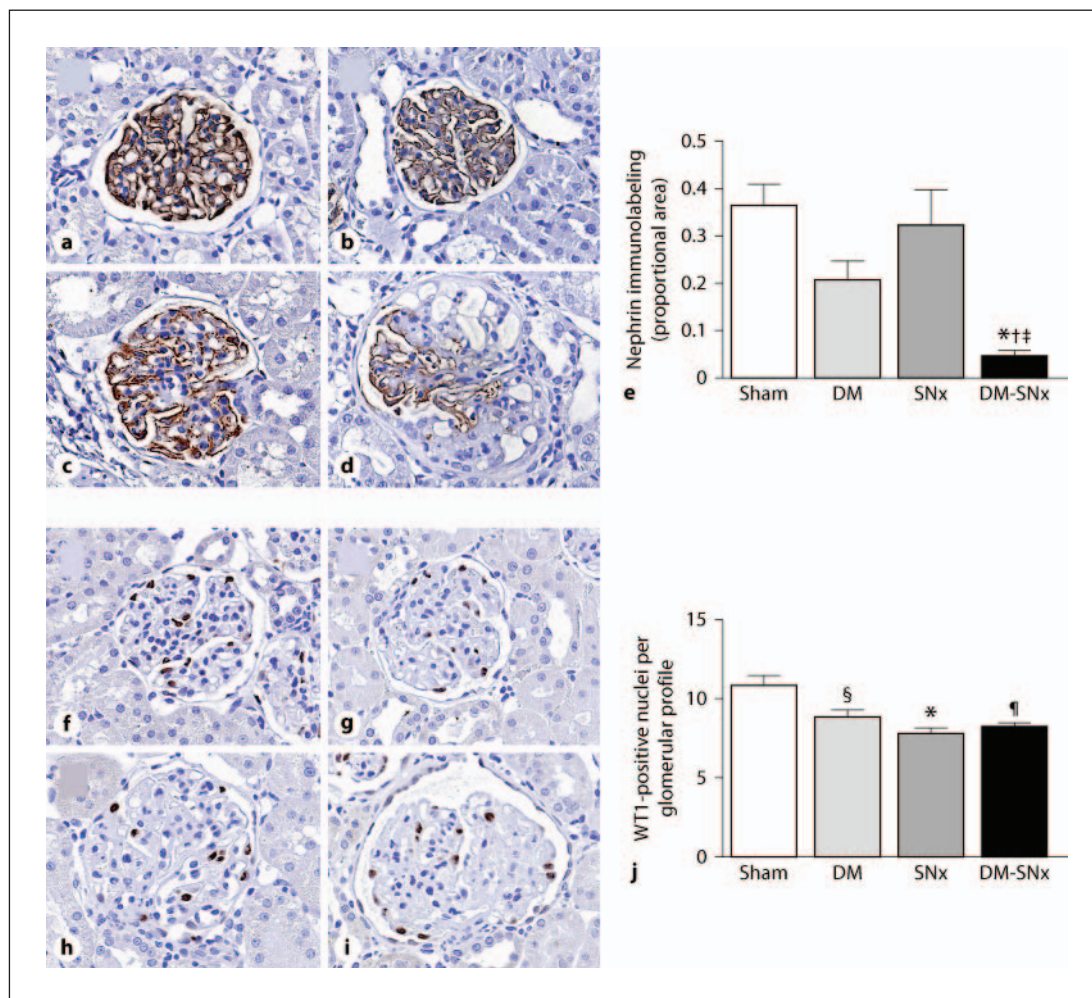 a
b
c
d
Nephrin immunolabeling
(proportional area)
0.5
0.4
0.3
0.2
0.1
0
*†‡
e
Sham DM SNx DM-SNx
f
g
h
i
WT1-positive nuclei per
glomerular profile
15
10
5
0
§
*
¶
j
Sham DM SNx DM-SNx